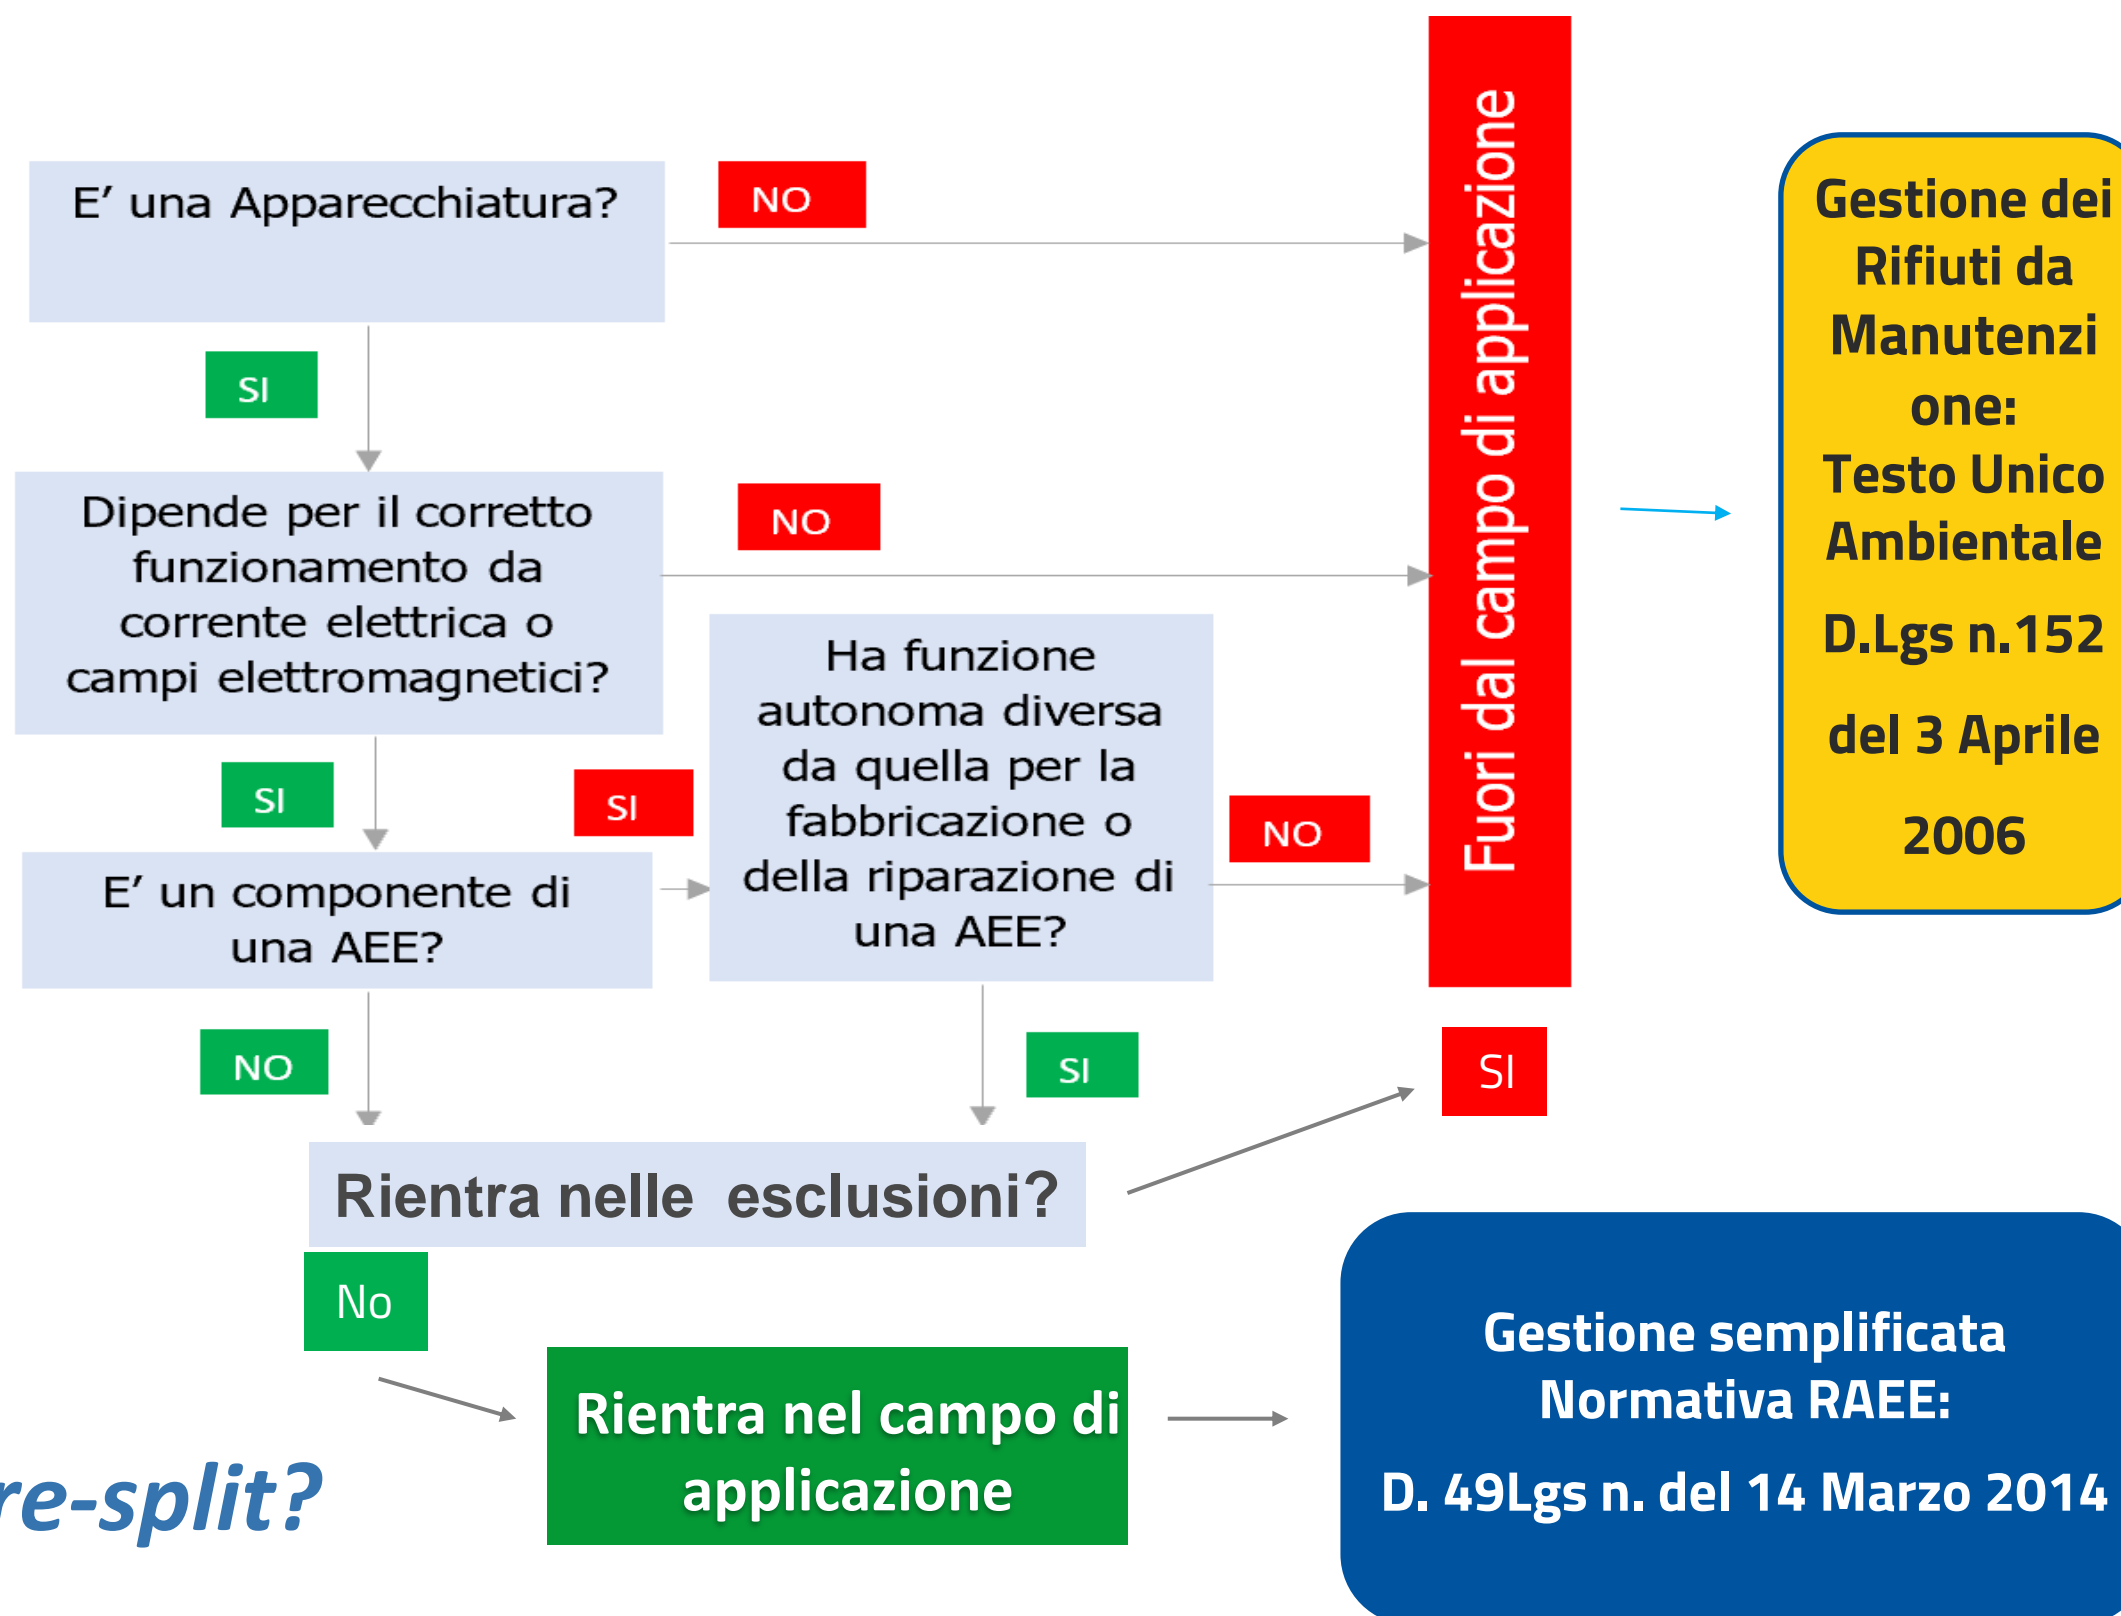 E' una Apparecchiatura?
NO
SI
Dipende per il corretto
funzionamento da
corrente elettrica o
campi elettromagnetici?
NO
SI
E' un componente di
una AEE?
SI
Ha funzione
autonoma diversa
da quella per la
fabbricazione o
della riparazione di
una AEE?
NO
Fuori dal campo di applicazione
Gestione dei
Rifiuti da
Manutenzi
one:
Testo Unico
Ambientale
D.Lgs n.152
del 3 Aprile
2006
NO
SI
SI
Rientra nelle esclusioni?
No
Rientra nel campo di
applicazione
Gestione semplificata
Normativa RAEE:
D. 49Lgs n. del 14 Marzo 2014
re-split?